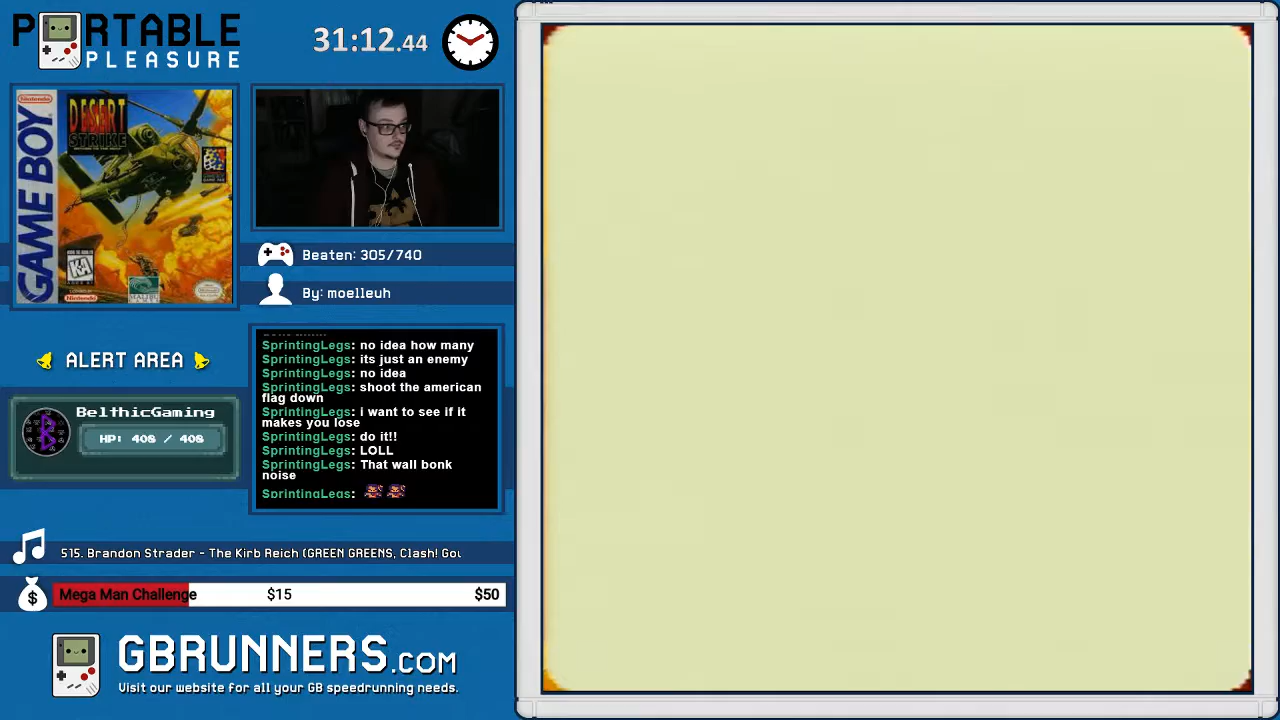 PORTABLE
PLEASURE
31:12.44
Nintendo
GAME BOY
DESERT
STRIKE
KA
Beaten: 305/740
By: moelleuh
ALERT AREA
BelthicGaming
HP: 408 / 408
SprintingLegs: no idea how many
SprintingLegs: its just an enemy
SprintingLegs: no idea
SprintingLegs: shoot the american
flag down
SprintingLegs: i want to see if it
makes you lose
SprintingLegs: do it!!
SprintingLegs: LOLL
SprintingLegs: That wall bonk
noise
SprintingLegs:
515. Brandon Strader - The Kirb Reich (GREEN GREENS, Clash! Gou
Mega Man Challenge $15 $50
GBRUNNERS.COM
Visit our website for all your GB speedrunning needs.